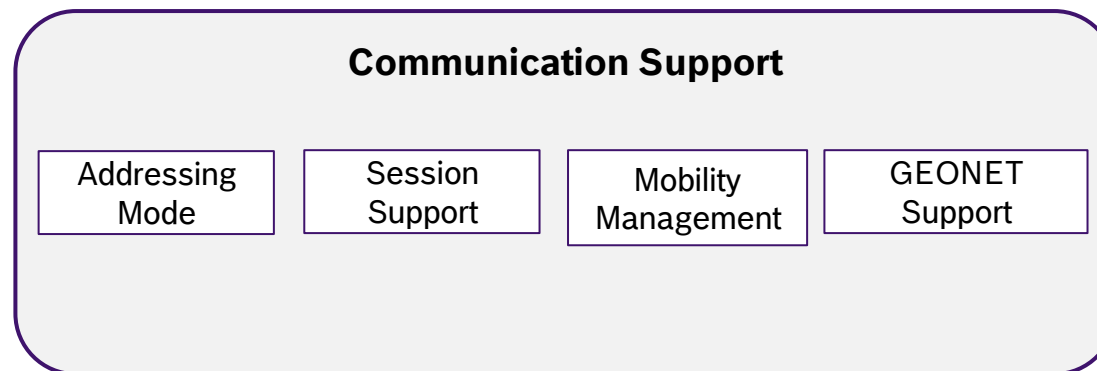 Communication Support
Addressing
Mode
Session
Support
Mobility
Management
GEONET
Support